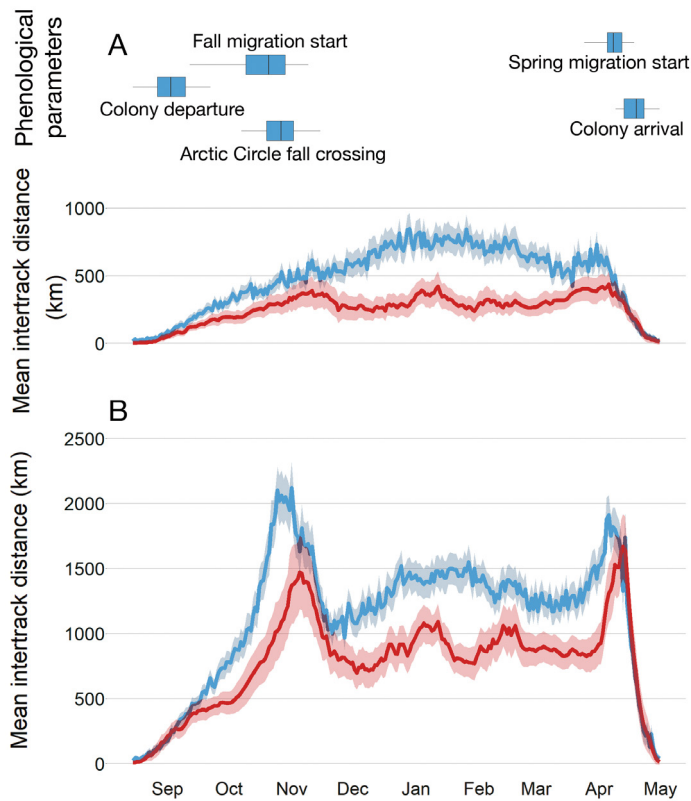 A
Phenological
parameters
Fall migration start
Spring migration start
Colony departure
Colony arrival
Arctic Circle fall crossing
Mean intertrack distance
(km)
1000
500
0
B
Mean intertrack distance (km)
2500
2000
1500
1000
500
0
Sep Oct Nov Dec Jan Feb Mar Apr May